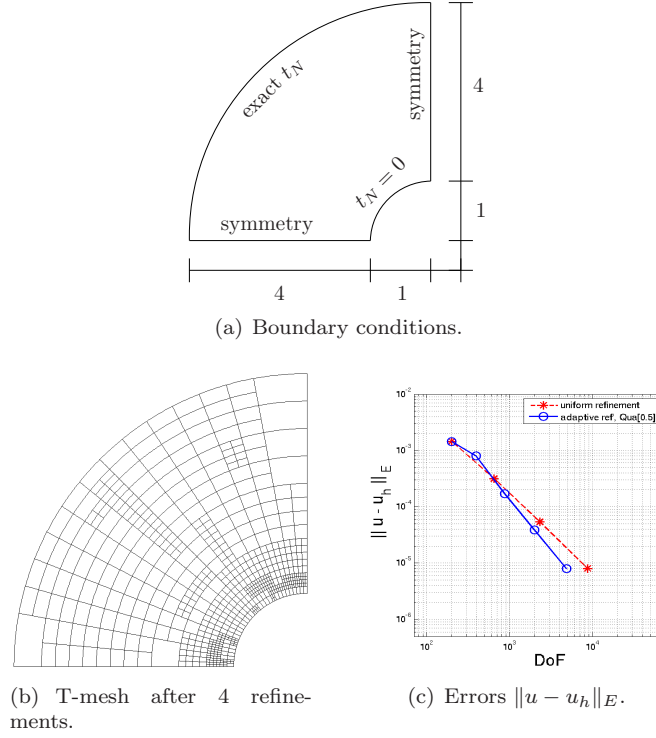 exact t_N
symmetry
4
t_N = 0
1
symmetry
4 1
(a) Boundary conditions.
10^-2
uniform refinement
adaptive ref, Qua[0.5]
10^-3
10^-4
10^-5
10^-6
|| u - u_h ||_E
10^2 10^3 10^4
DoF
(b) T-mesh after 4 refine-
ments.
(c) Errors ‖u − u_h‖_E.